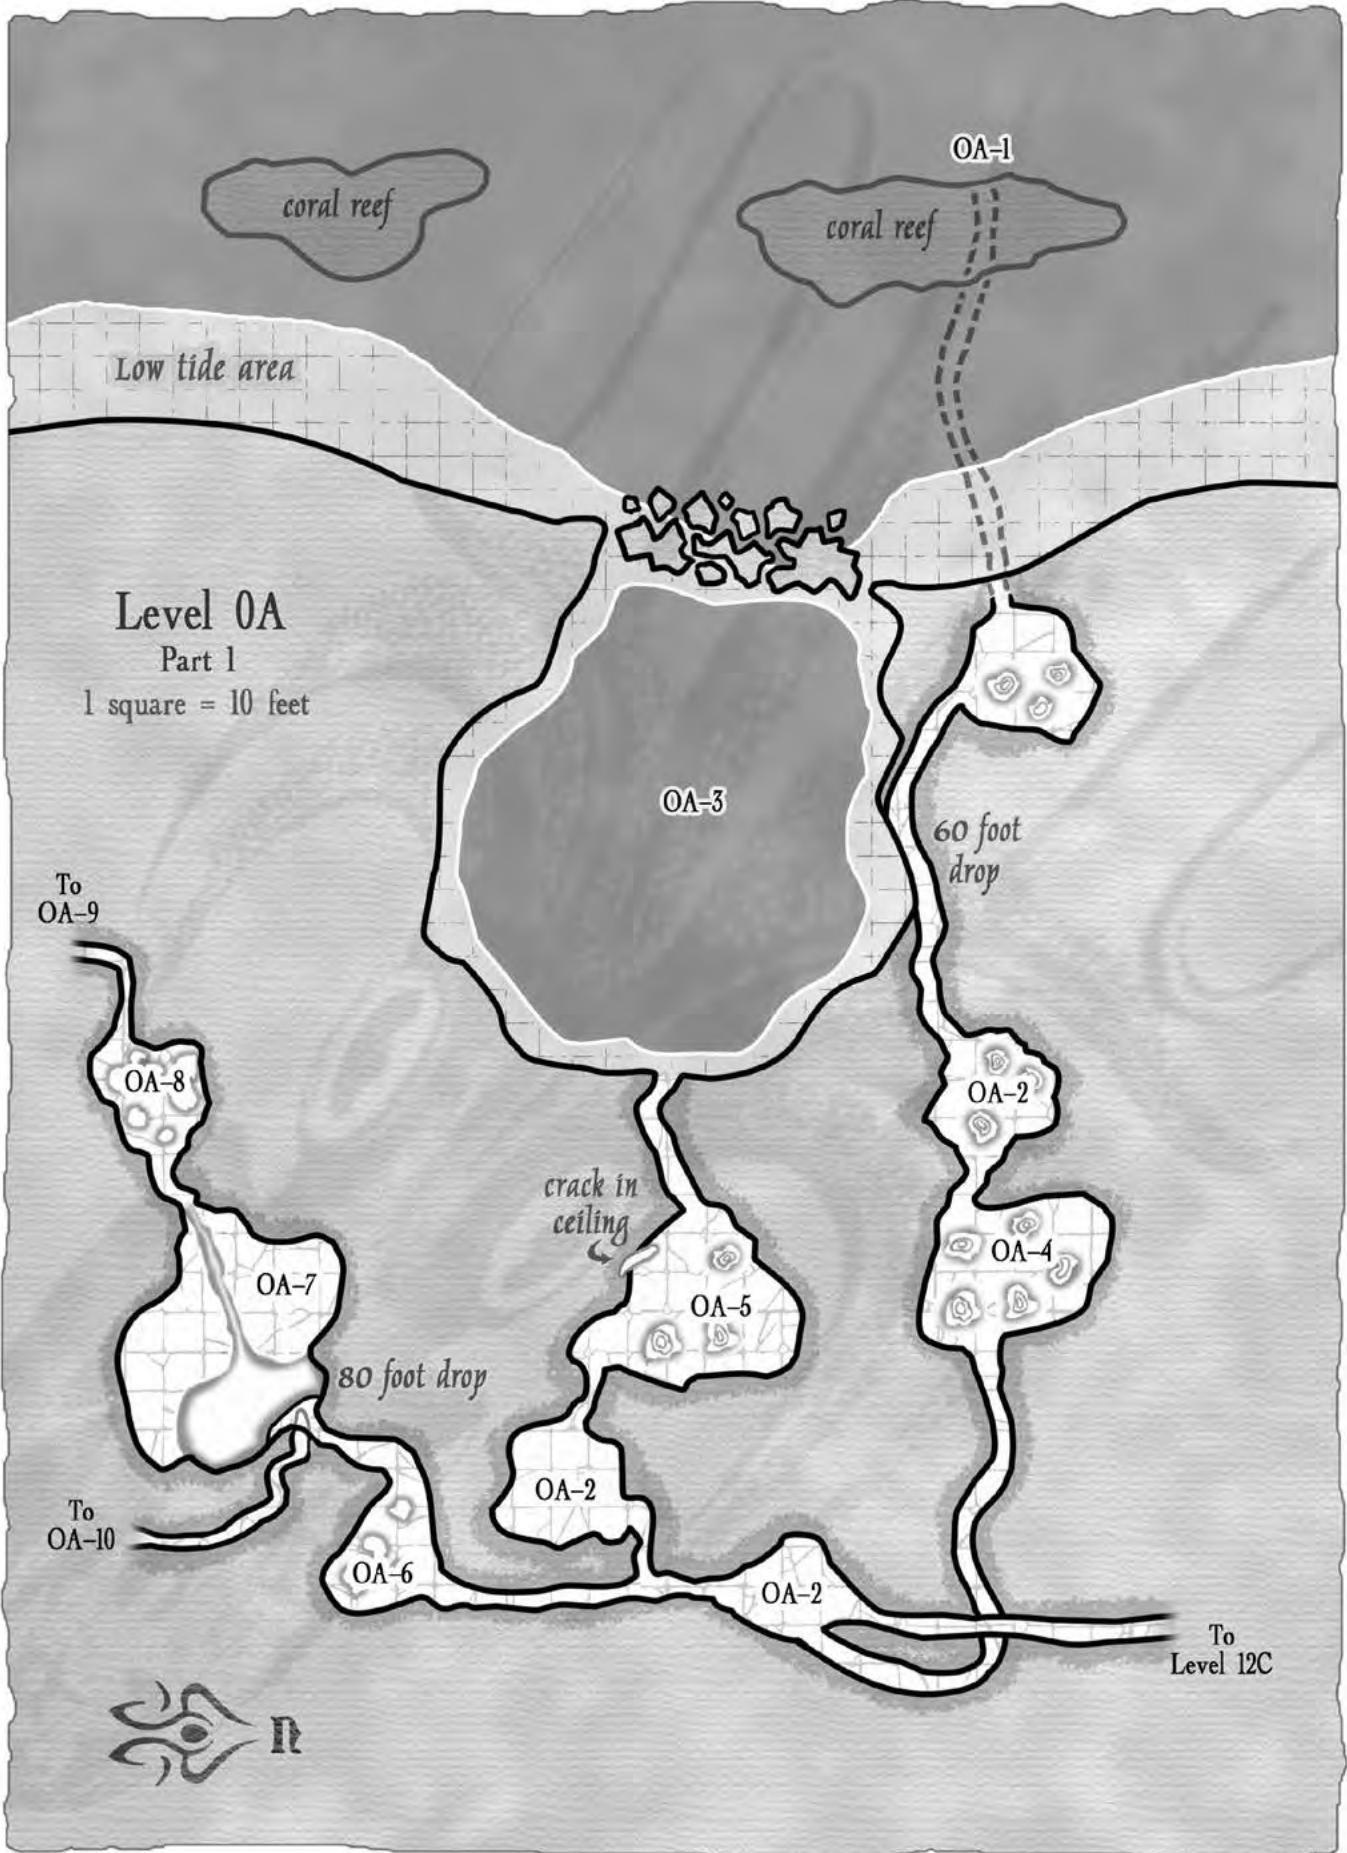 OA-1
coral reef
coral reef
Low tide area
Level 0A
Part 1
1 square = 10 feet
OA-3
60 foot
drop
To
OA-9
OA-8
OA-2
crack in
ceiling
OA-4
OA-7
OA-5
80 foot drop
OA-2
To
OA-10
OA-6
OA-2
To
Level 12C
n